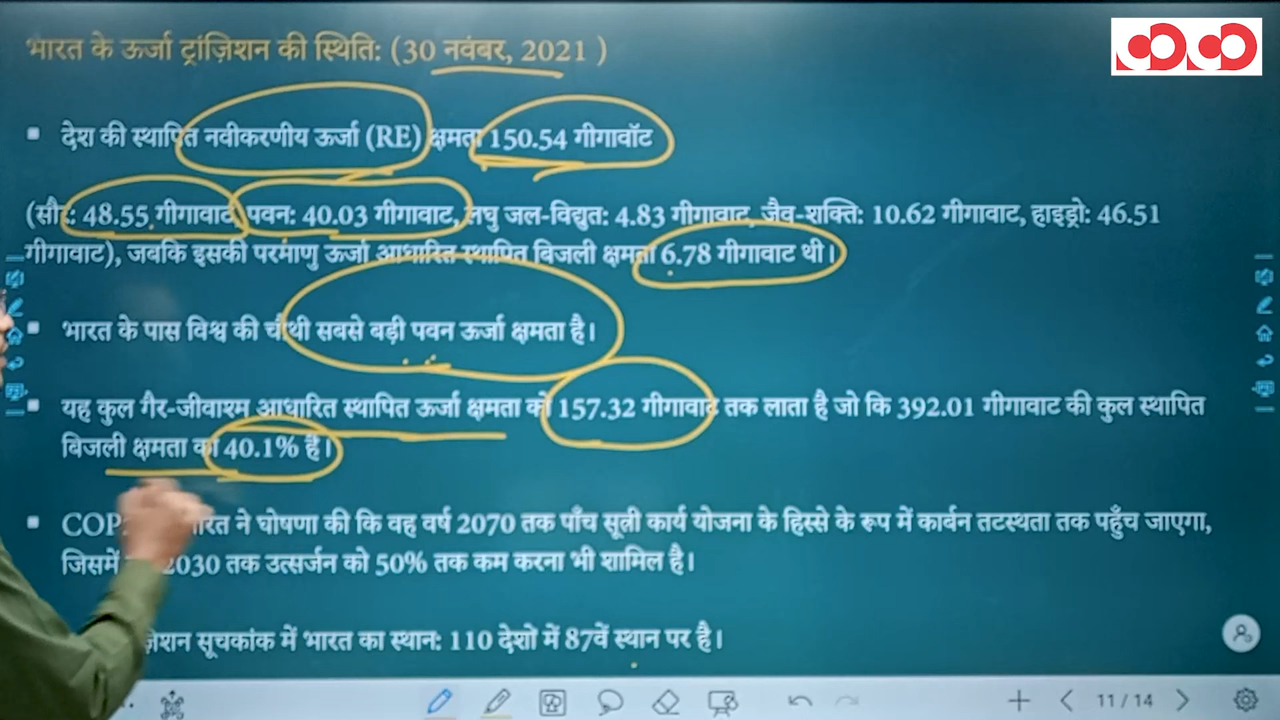 भारत के ऊर्जा ट्रांज़िशन की स्थिति: (30 नवंबर, 2021 )
देश की स्थापित नवीकरणीय ऊर्जा (RE) क्षमता 150.54 गीगावॉट
(सौर: 48.55 गीगावाट, पवन: 40.03 गीगावाट, लघु जल-विद्युत: 4.83 गीगावाट, जैव-शक्ति: 10.62 गीगावाट, हाइड्रो: 46.51
गीगावाट), जबकि इसकी परमाणु ऊर्जा आधारित स्थापित बिजली क्षमता 6.78 गीगावाट थी।
भारत के पास विश्व की चौथी सबसे बड़ी पवन ऊर्जा क्षमता है।
यह कुल गैर-जीवाश्म आधारित स्थापित ऊर्जा क्षमता को 157.32 गीगावाट तक लाता है जो कि 392.01 गीगावाट की कुल स्थापित
बिजली क्षमता का 40.1% है।
ने घोषणा की कि वह वर्ष 2070 तक पाँच सूत्री कार्य योजना के हिस्से के रूप में कार्बन तटस्थता तक पहुँच जाएगा,
जिसमें 2030 तक उत्सर्जन को 50% तक कम करना भी शामिल है।
सूचकांक में भारत का स्थान: 110 देशों में 87वें स्थान पर है।
11 / 14